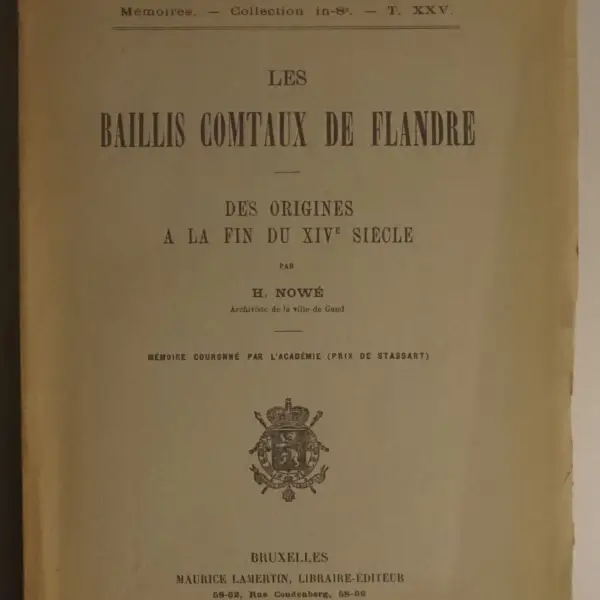 Mémoires. — Collection in-8º. — T. XXV.
LES
BAILLIS COMTAUX DE FLANDRE
DES ORIGINES
A LA FIN DU XIVᵉ SIÈCLE
PAR
H. NOWÉ
Archiviste de la ville de Gand
MÉMOIRE COURONNÉ PAR L'ACADÉMIE (PRIX DE STASSART)
BRUXELLES
MAURICE LAMERTIN, LIBRAIRE-ÉDITEUR
58-62, Rue Coudenberg, 58-62